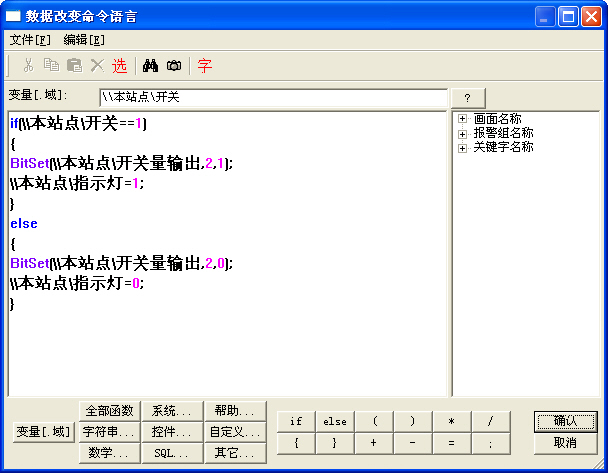 数据改变命令语言
文件[F] 编辑[E]
选 字
变量[.域]: \\本站点\开关 ?
if(\\本站点\开关==1)
{
BitSet(\\本站点\开关量输出,2,1);
\\本站点\指示灯=1;
}
else
{
BitSet(\\本站点\开关量输出,2,0);
\\本站点\指示灯=0;
}
画面名称
报警组名称
关键字名称
全部函数 系统... 帮助...
变量[.域] 字符串... 控件... 自定义...
数学... SQL... 其它...
if else ( ) * /
{ } + - = ;
确认
取消